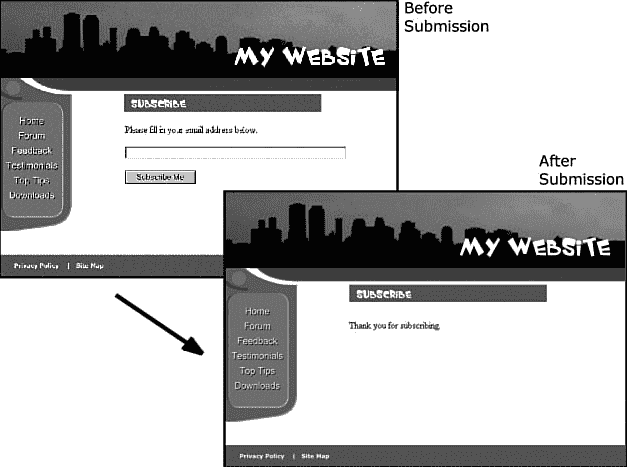 Before
Submission
MY WEBSITE
SUBSCRIBE
Please fill in your email address below.
Subscribe Me
Home
Forum
Feedback
Testimonials
Top Tips
Downloads
Privacy Policy | Site Map
After
Submission
MY WEBSITE
SUBSCRIBE
Thank you for subscribing.
Home
Forum
Feedback
Testimonials
Top Tips
Downloads
Privacy Policy | Site Map